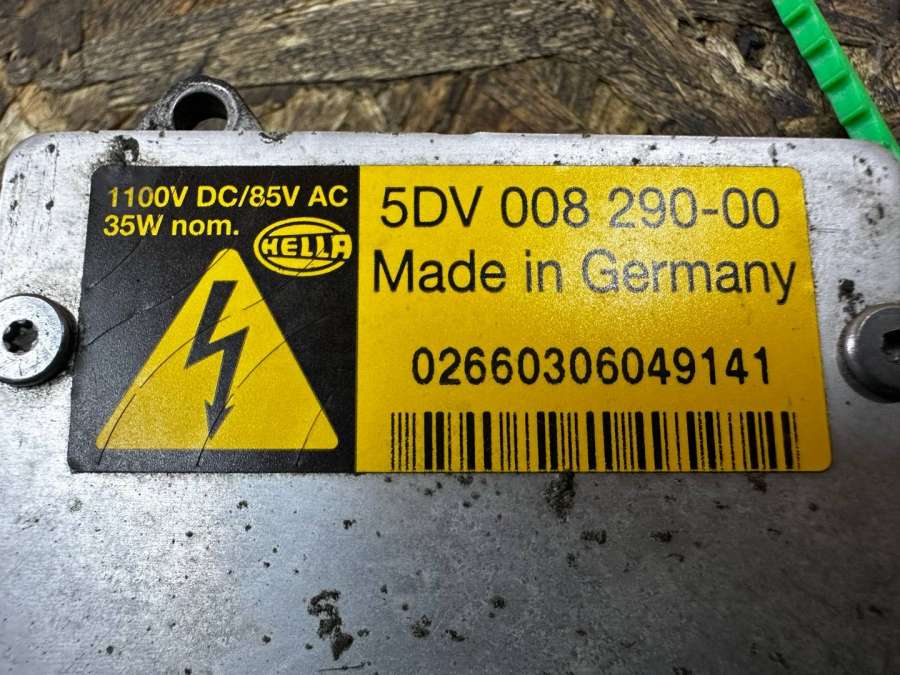 1100V DC/85V AC
35W nom.
HELLA
5DV 008 290-00
Made in Germany
02660306049141